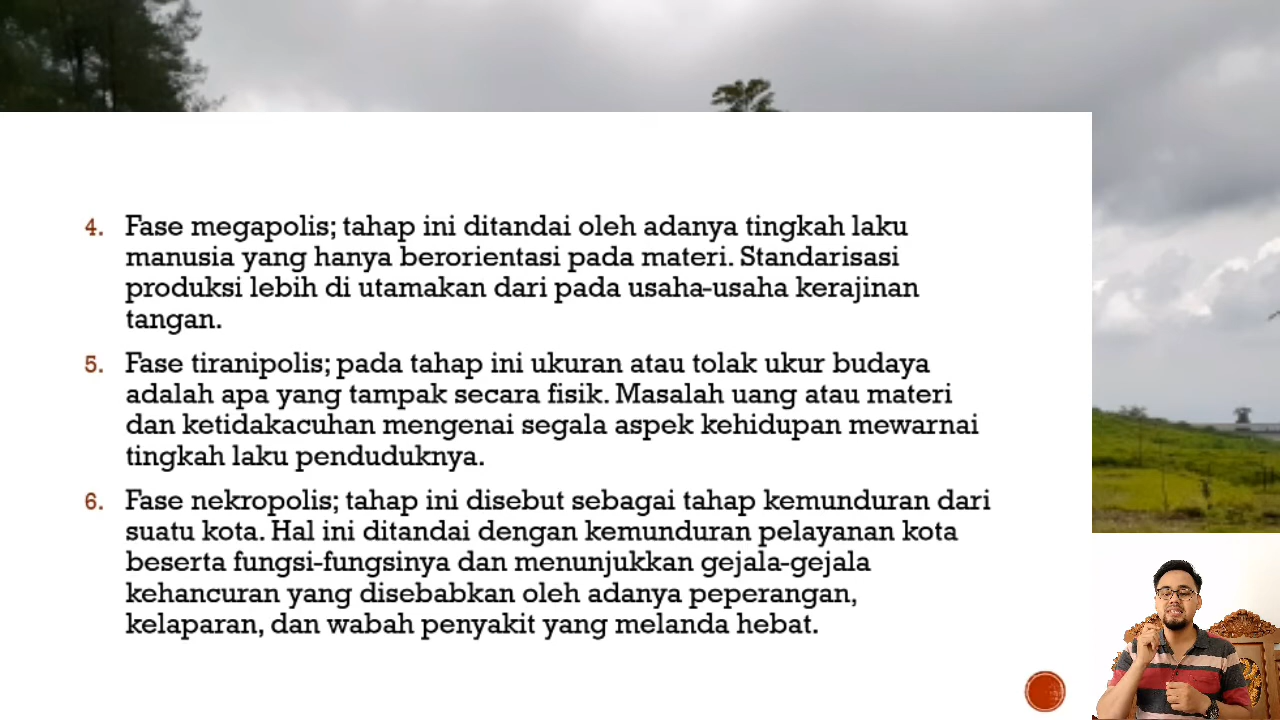 4. Fase megapolis; tahap ini ditandai oleh adanya tingkah laku
manusia yang hanya berorientasi pada materi. Standarisasi
produksi lebih di utamakan dari pada usaha-usaha kerajinan
tangan.
5. Fase tiranipolis; pada tahap ini ukuran atau tolak ukur budaya
adalah apa yang tampak secara fisik. Masalah uang atau materi
dan ketidakacuhan mengenai segala aspek kehidupan mewarnai
tingkah laku penduduknya.
6. Fase nekropolis; tahap ini disebut sebagai tahap kemunduran dari
suatu kota. Hal ini ditandai dengan kemunduran pelayanan kota
beserta fungsi-fungsinya dan menunjukkan gejala-gejala
kehancuran yang disebabkan oleh adanya peperangan,
kelaparan, dan wabah penyakit yang melanda hebat.